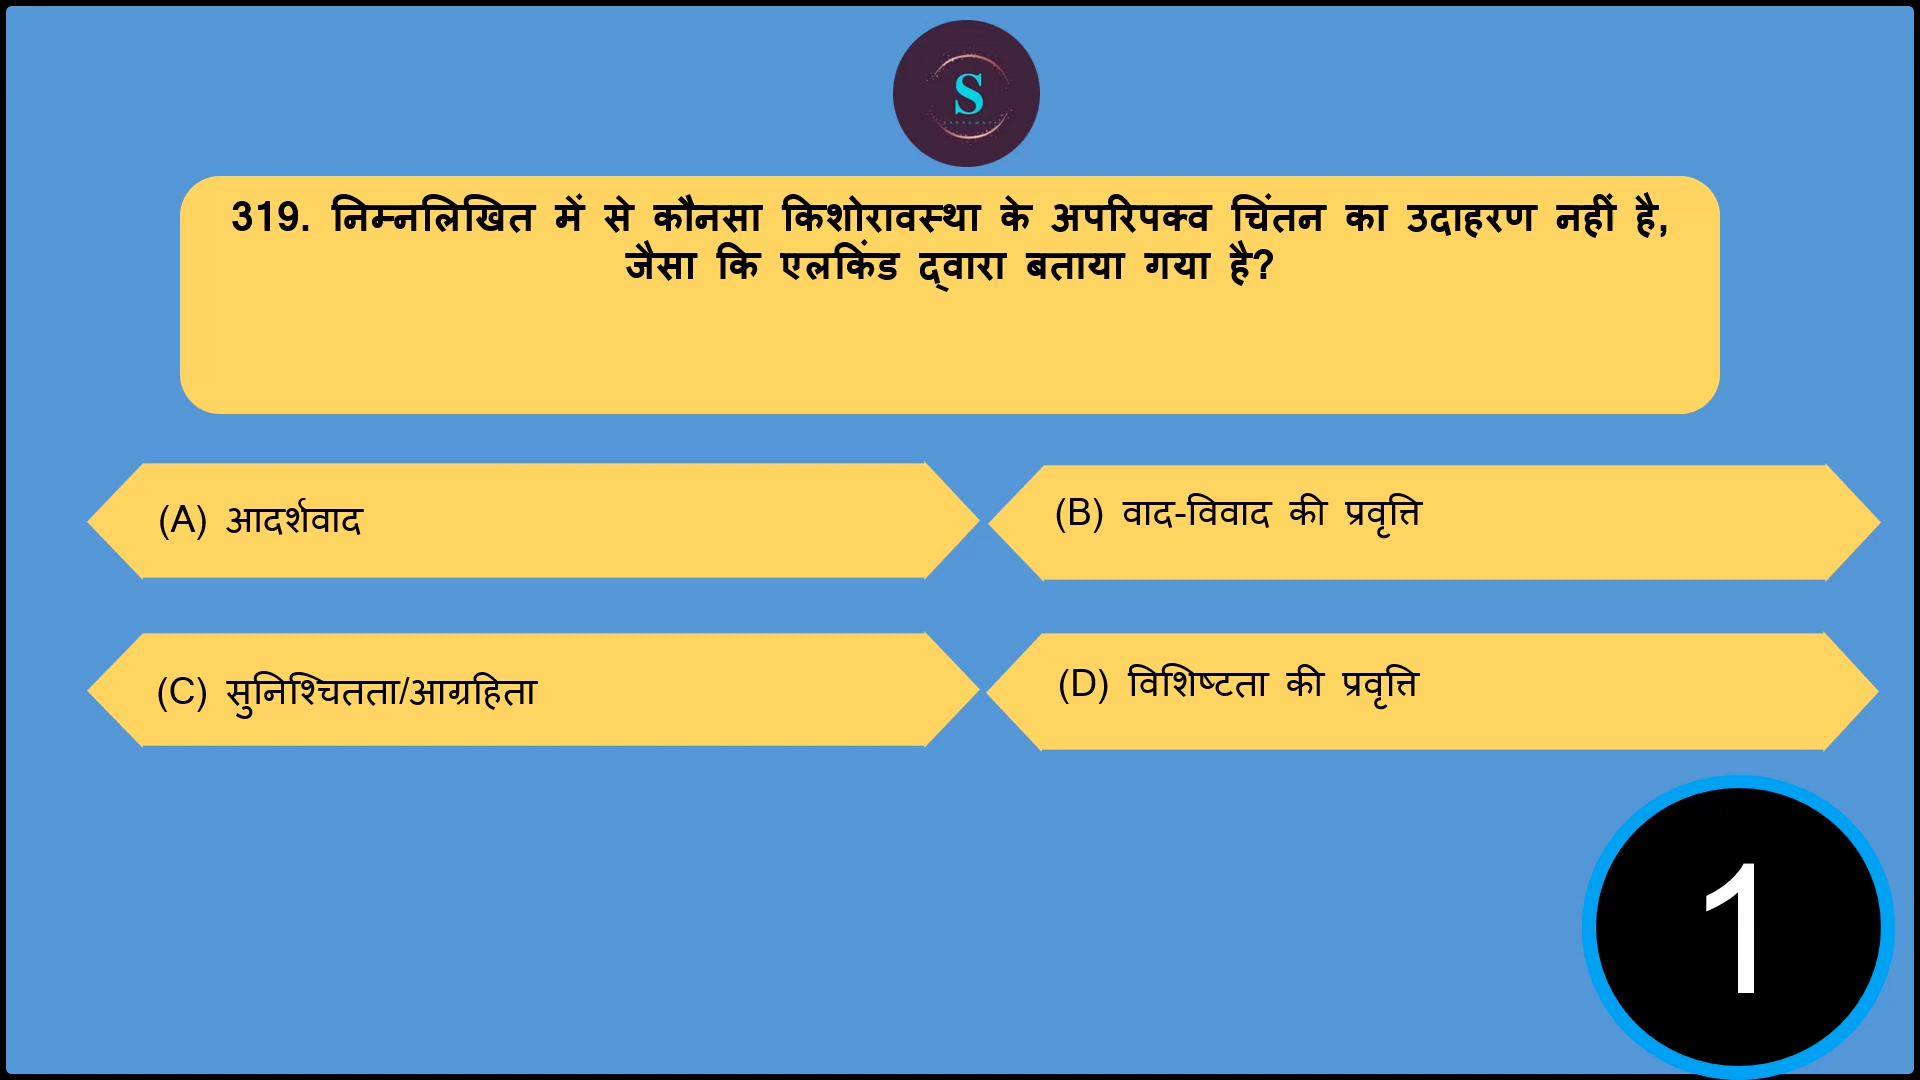 S
319. निम्नलिखित में से कौनसा किशोरावस्था के अपरिपक्व चिंतन का उदाहरण नहीं है,
जैसा कि एलकिंड द्वारा बताया गया है?
(A) आदर्शवाद
(B) वाद-विवाद की प्रवृत्ति
(C) सुनिश्चितता/आग्रहिता
(D) विशिष्टता की प्रवृत्ति
1